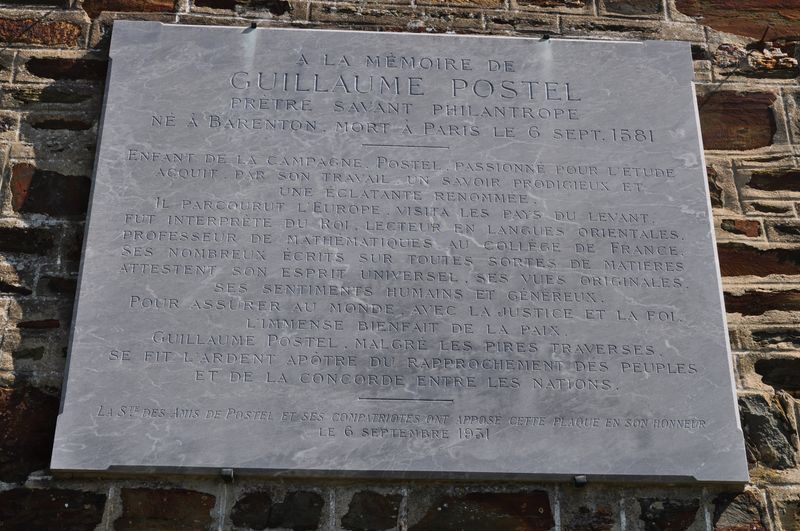 A LA MÉMOIRE DE
GUILLAUME POSTEL
PRÊTRE SAVANT PHILANTROPE
NÉ À BARENTON. MORT À PARIS LE 6 SEPT. 1581
ENFANT DE LA CAMPAGNE, POSTEL, PASSIONNÉ POUR L'ÉTUDE
ACQUIT, PAR SON TRAVAIL, UN SAVOIR PRODIGIEUX ET
UNE ÉCLATANTE RENOMMÉE.
IL PARCOURUT L'EUROPE, VISITA LES PAYS DU LEVANT,
FUT INTERPRÈTE DU ROI, LECTEUR EN LANGUES ORIENTALES,
PROFESSEUR DE MATHÉMATIQUES AU COLLÈGE DE FRANCE.
SES NOMBREUX ÉCRITS SUR TOUTES SORTES DE MATIÈRES
ATTESTENT SON ESPRIT UNIVERSEL, SES VUES ORIGINALES,
SES SENTIMENTS HUMAINS ET GÉNÉREUX.
POUR ASSURER AU MONDE, AVEC LA JUSTICE ET LA FOI,
L'IMMENSE BIENFAIT DE LA PAIX,
GUILLAUME POSTEL, MALGRÉ LES PIRES TRAVERSES,
SE FIT L'ARDENT APÔTRE DU RAPPROCHEMENT DES PEUPLES
ET DE LA CONCORDE ENTRE LES NATIONS.
LA STÉ DES AMIS DE POSTEL ET SES COMPATRIOTES ONT APPOSÉ CETTE PLAQUE EN SON HONNEUR
LE 6 SEPTEMBRE 1931